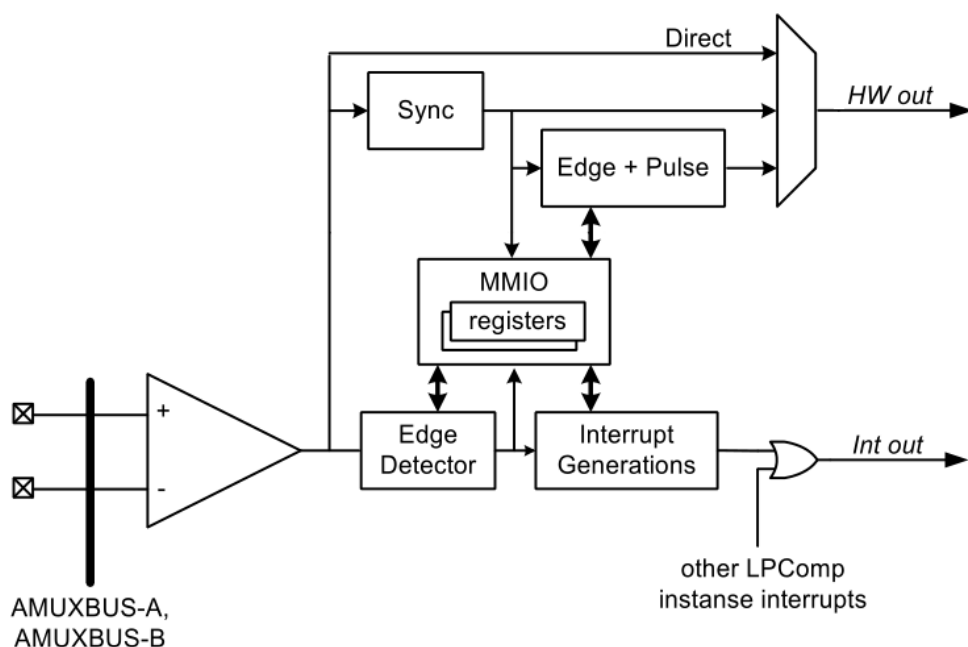 Direct
HW out
Sync
Edge + Pulse
MMIO
registers
+
-
Edge
Detector
Interrupt
Generations
Int out
other LPComp
instanse interrupts
AMUXBUS-A,
AMUXBUS-B